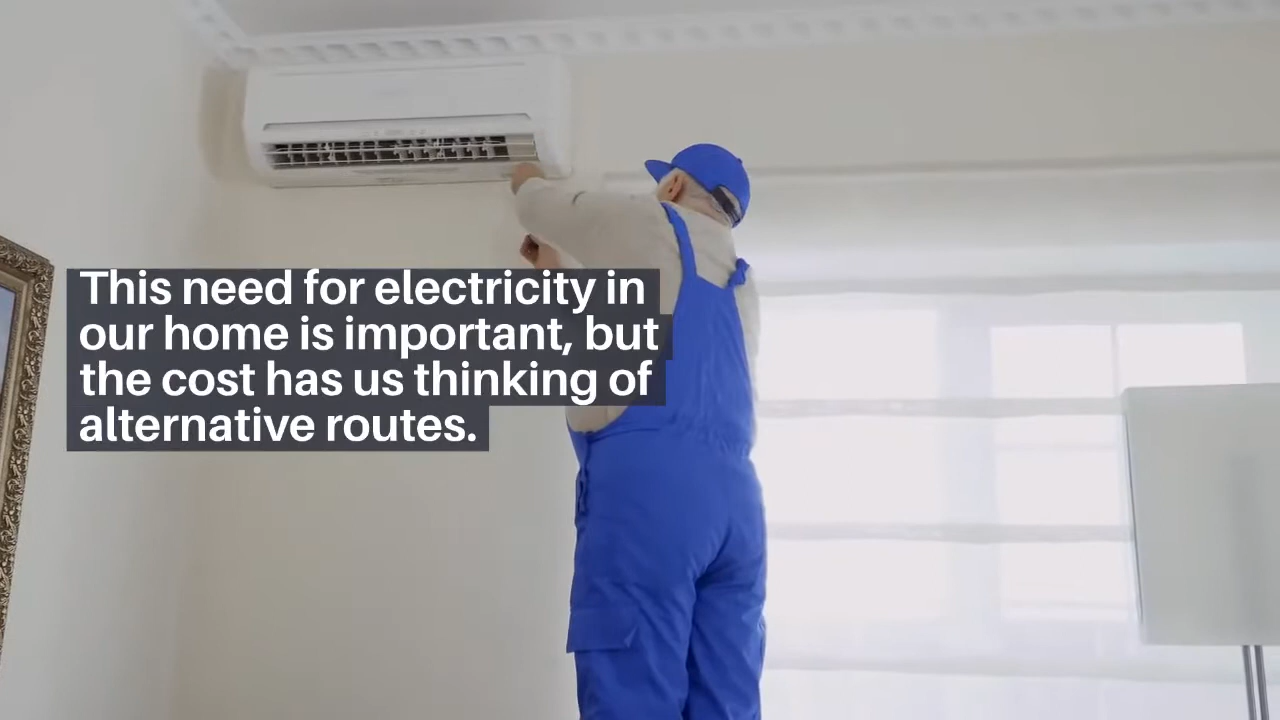 This need for electricity in
our home is important, but
the cost has us thinking of
alternative routes.